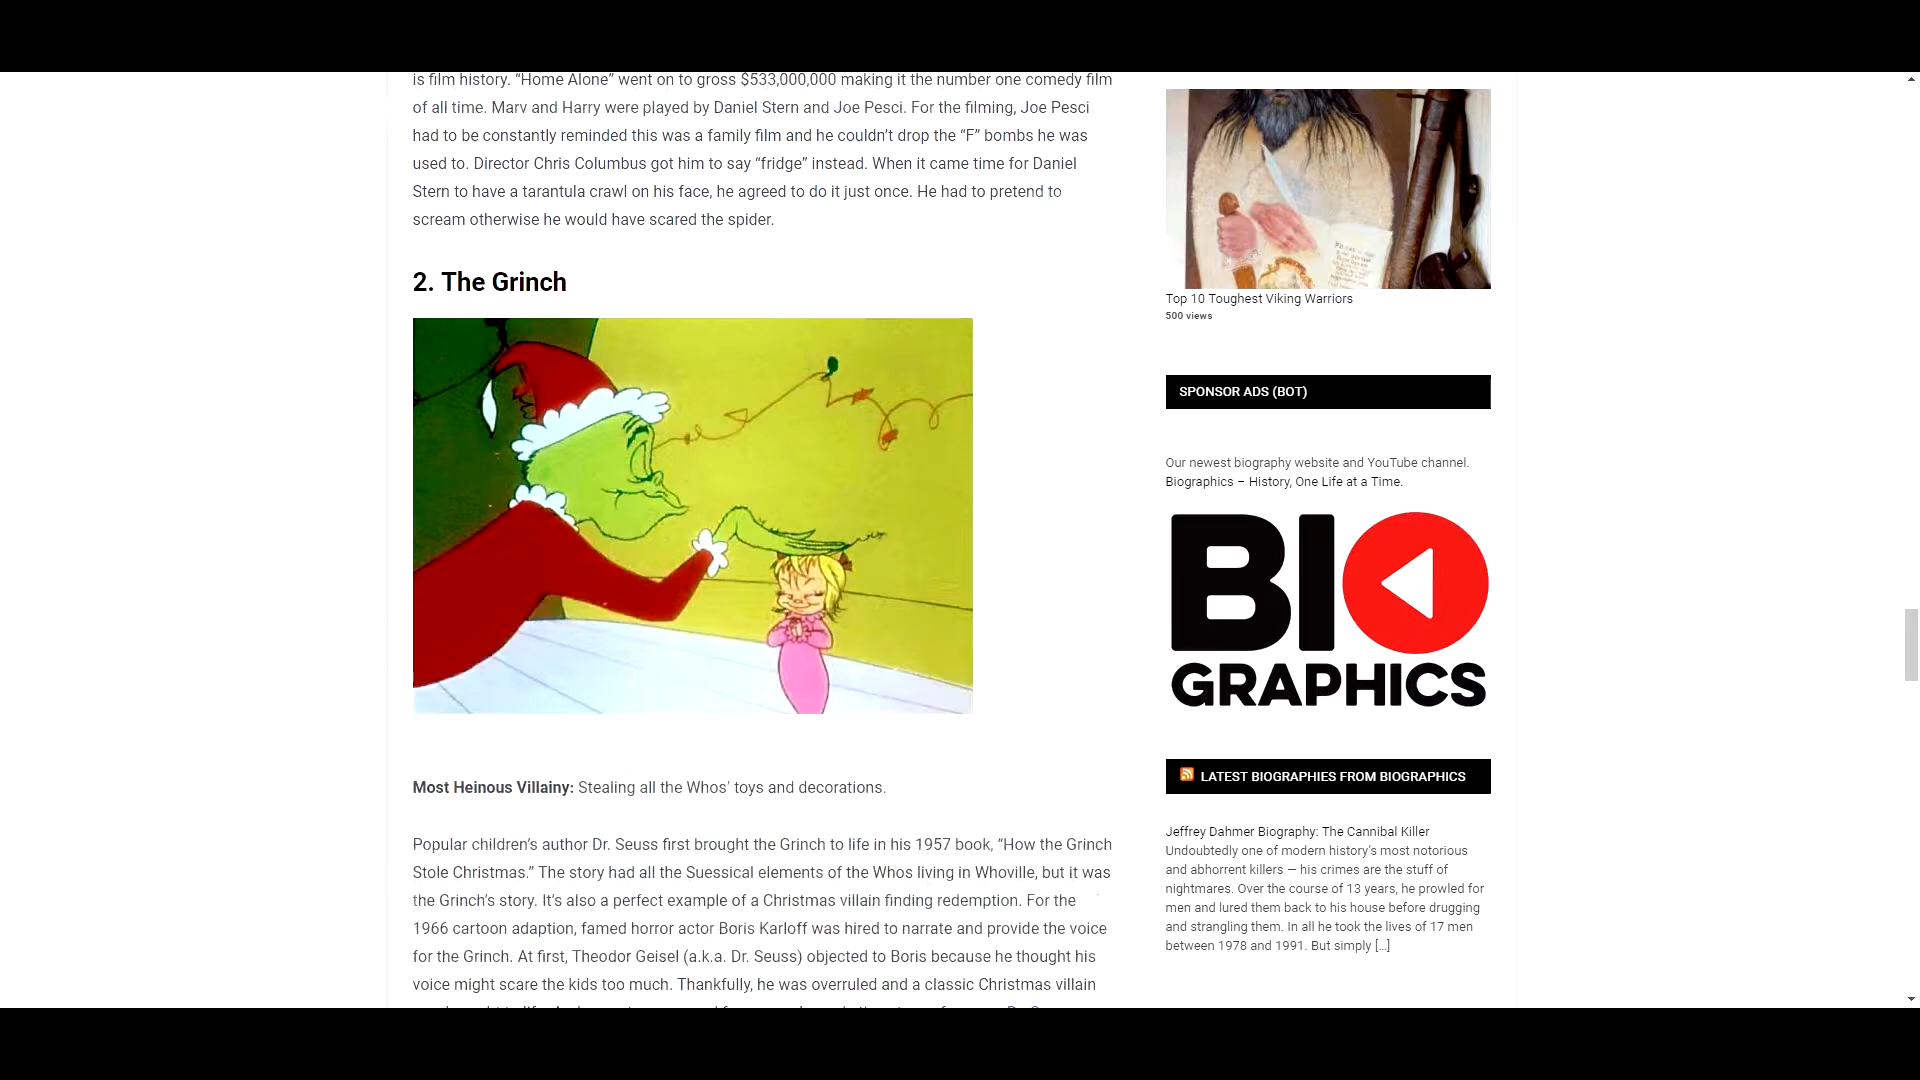 is film history. “Home Alone” went on to gross $533,000,000 making it the number one comedy film
of all time. Marv and Harry were played by Daniel Stern and Joe Pesci. For the filming, Joe Pesci
had to be constantly reminded this was a family film and he couldn’t drop the “F” bombs he was
used to. Director Chris Columbus got him to say “fridge” instead. When it came time for Daniel
Stern to have a tarantula crawl on his face, he agreed to do it just once. He had to pretend to
scream otherwise he would have scared the spider.
2. The Grinch
Most Heinous Villainy: Stealing all the Whos’ toys and decorations.
Popular children’s author Dr. Seuss first brought the Grinch to life in his 1957 book, “How the Grinch
Stole Christmas.” The story had all the Suessical elements of the Whos living in Whoville, but it was
the Grinch’s story. It’s also a perfect example of a Christmas villain finding redemption. For the
1966 cartoon adaption, famed horror actor Boris Karloff was hired to narrate and provide the voice
for the Grinch. At first, Theodor Geisel (a.k.a. Dr. Seuss) objected to Boris because he thought his
voice might scare the kids too much. Thankfully, he was overruled and a classic Christmas villain
Top 10 Toughest Viking Warriors
500 views
SPONSOR ADS (BOT)
Our newest biography website and YouTube channel.
Biographics – History, One Life at a Time.
BIO
GRAPHICS
LATEST BIOGRAPHIES FROM BIOGRAPHICS
Jeffrey Dahmer Biography: The Cannibal Killer
Undoubtedly one of modern history’s most notorious
and abhorrent killers — his crimes are the stuff of
nightmares. Over the course of 13 years, he prowled for
men and lured them back to his house before drugging
and strangling them. In all he took the lives of 17 men
between 1978 and 1991. But simply [...]